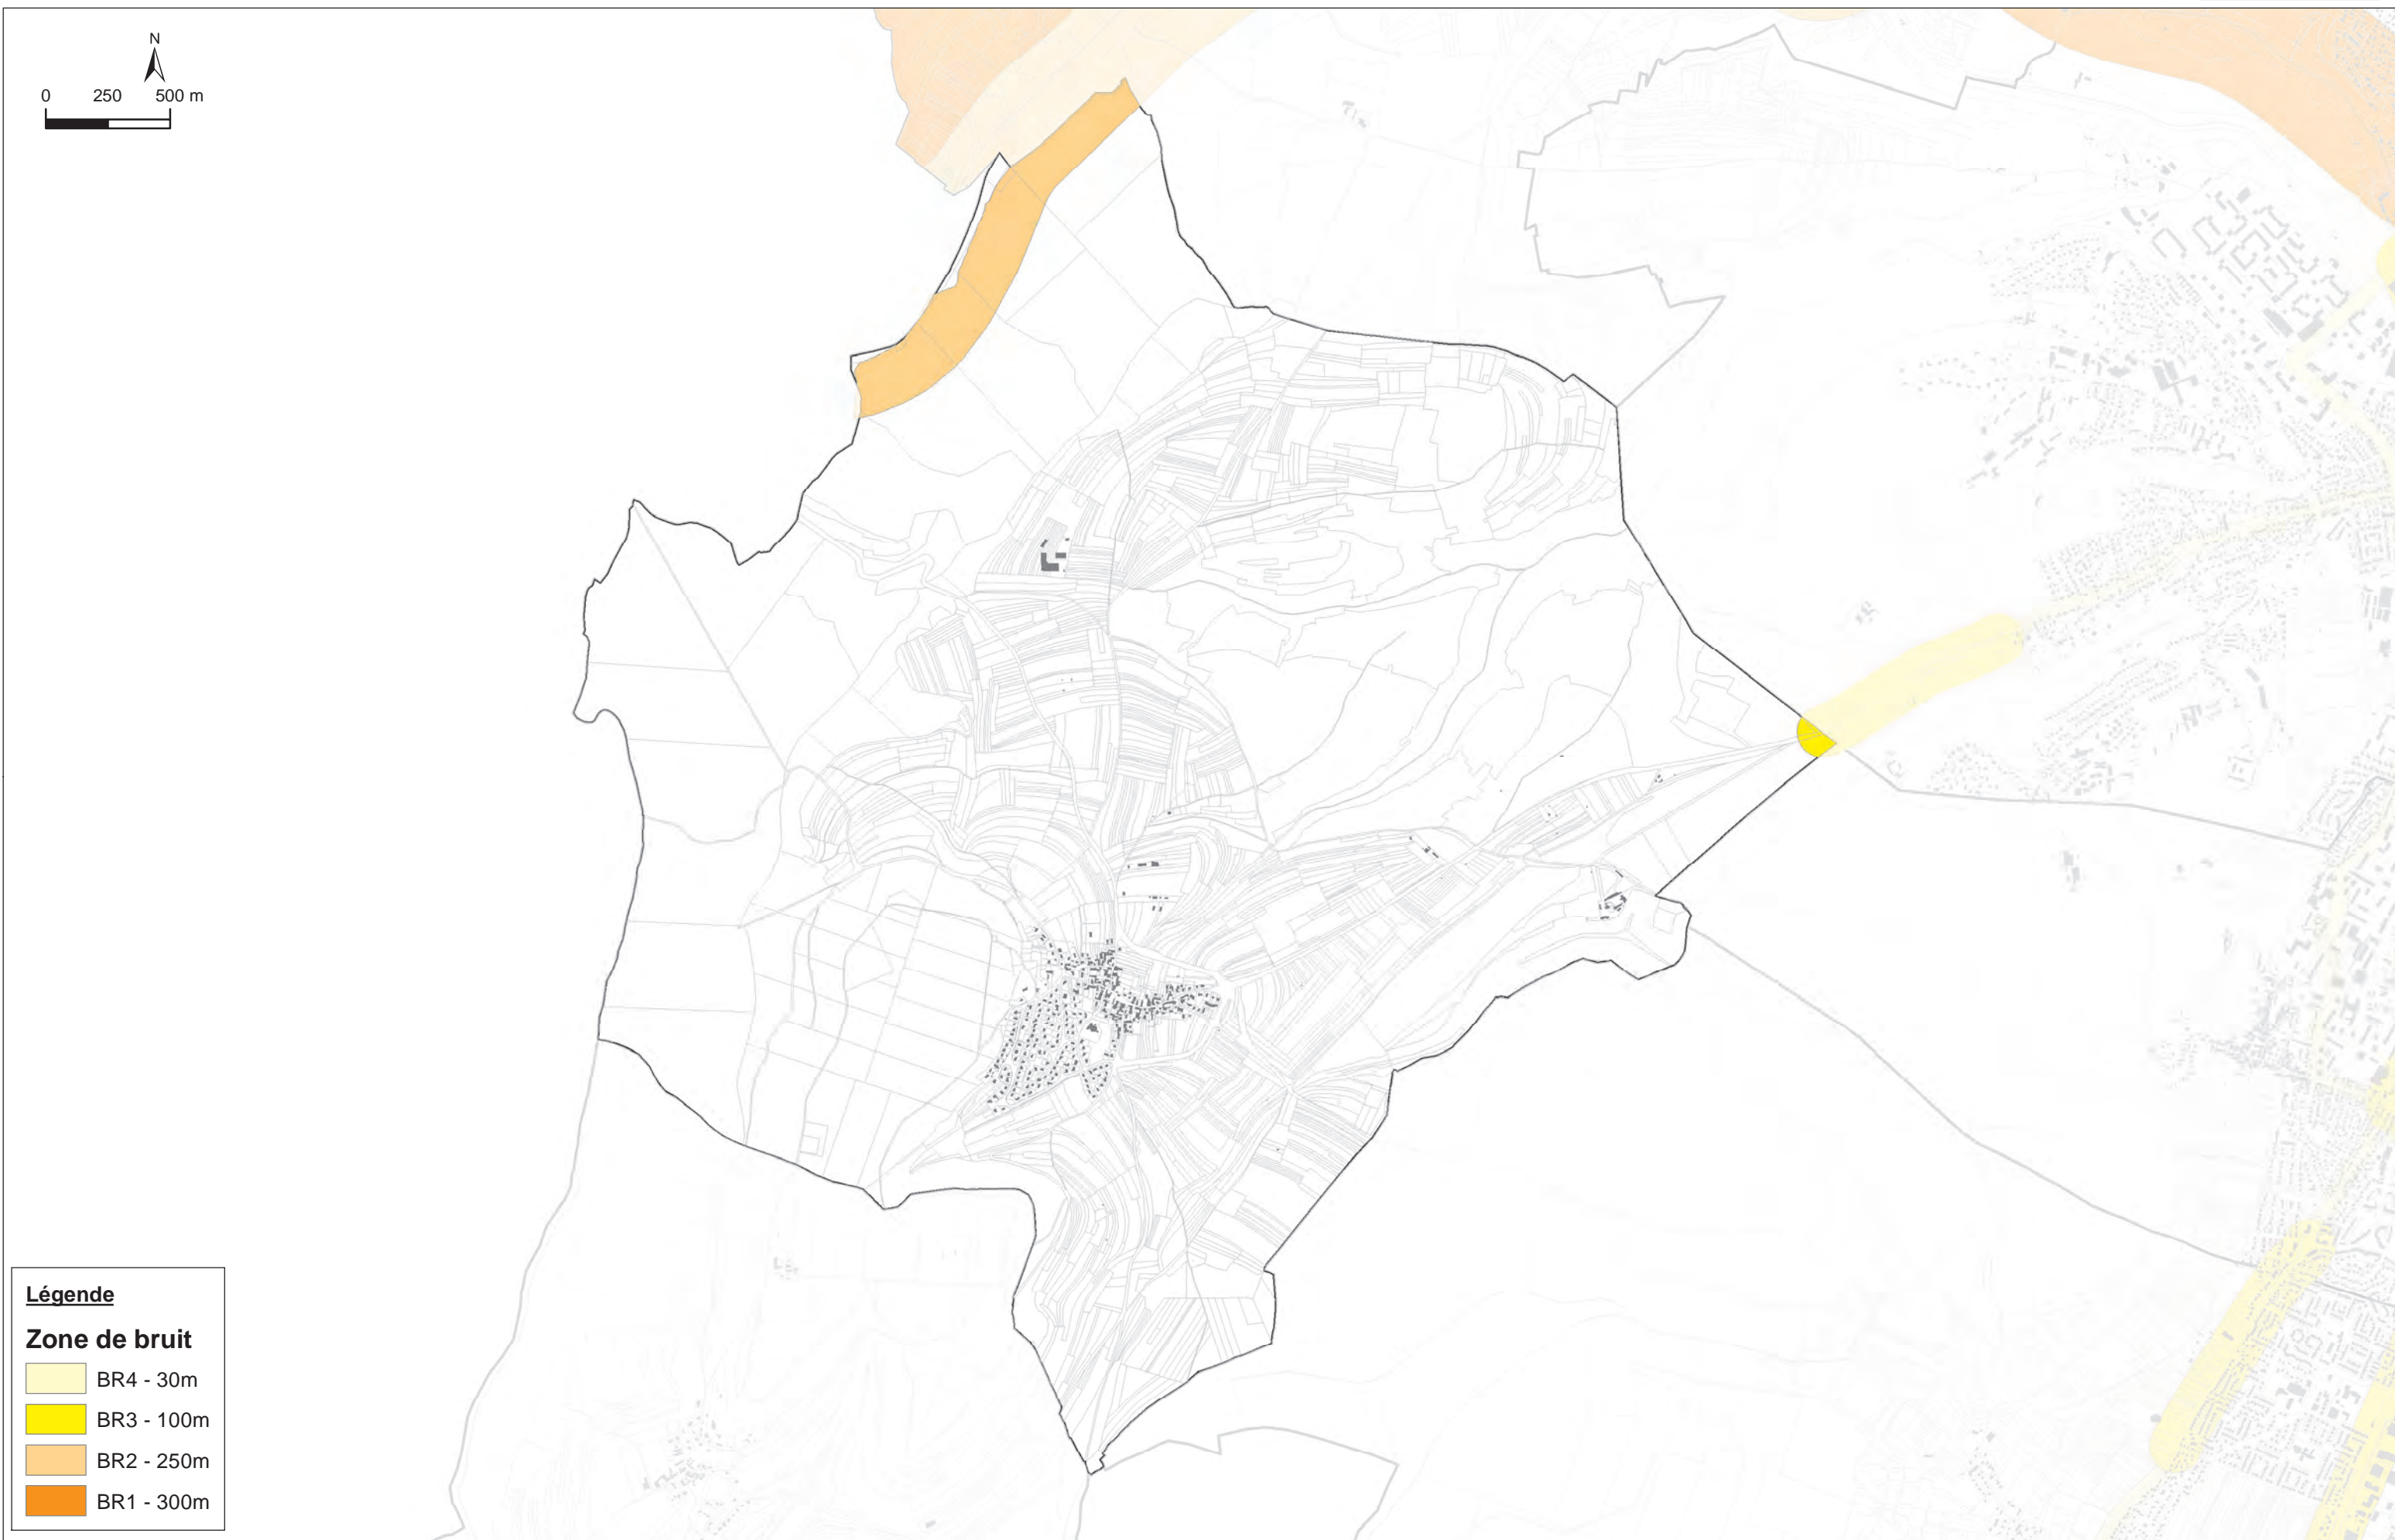 N
0 250 500 m
Légende
Zone de bruit
BR4 - 30m
BR3 - 100m
BR2 - 250m
BR1 - 300m